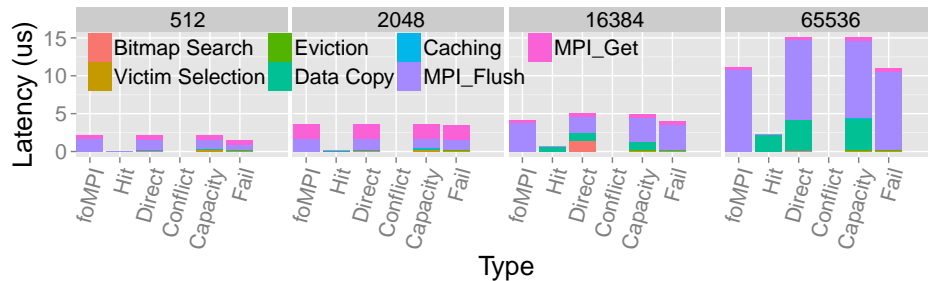 512 2048 16384 65536
Bitmap Search Eviction Caching MPI_Get
Victim Selection Data Copy MPI_Flush
Latency (us)
15
10
5
0
foMPI Hit Direct Conflict Capacity Fail foMPI Hit Direct Conflict Capacity Fail foMPI Hit Direct Conflict Capacity Fail foMPI Hit Direct Conflict Capacity Fail
Type